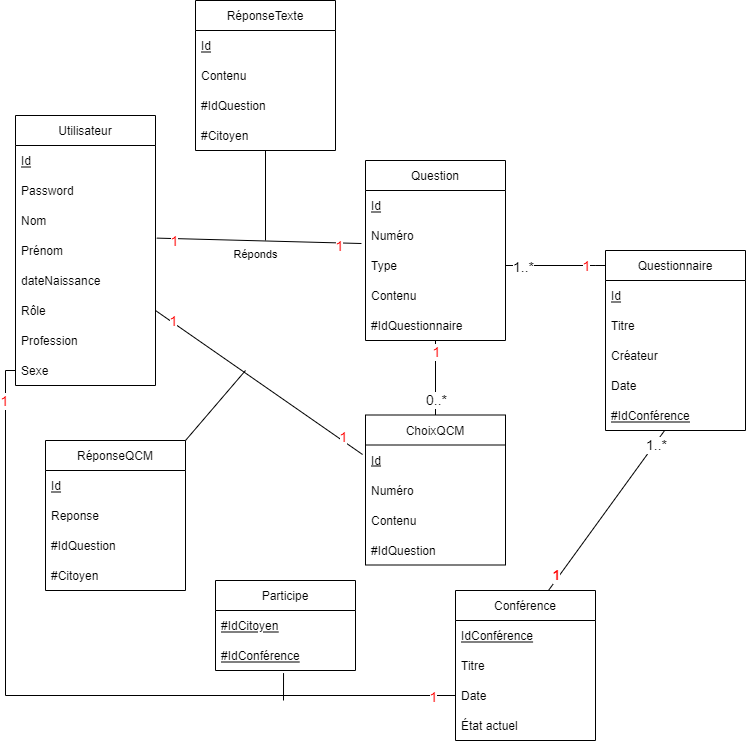 RéponseTexte
Id
Contenu
#IdQuestion
#Citoyen
Utilisateur
Id
Password
Nom
Prénom
dateNaissance
Rôle
Profession
Sexe
1
1
Réponds
Question
Id
Numéro
Type
Contenu
#IdQuestionnaire
1..*
1
Questionnaire
Id
Titre
Créateur
Date
#IdConférence
1
1
1
0..*
1
1..*
1
RéponseQCM
Id
Reponse
#IdQuestion
#Citoyen
ChoixQCM
Id
Numéro
Contenu
#IdQuestion
Participe
#IdCitoyen
#IdConférence
1
Conférence
IdConférence
Titre
Date
État actuel